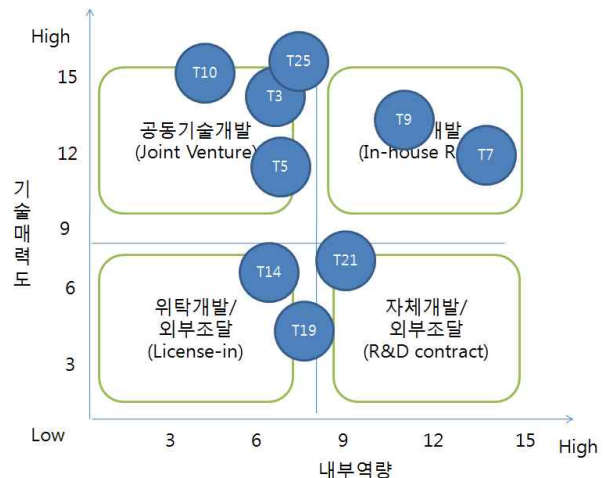 High
15
12
9
6
3
Low
기술매력도
T10
T25
T3
T9
공동기술개발
(Joint Venture)
T5
개발
(In-house R
T7
T14
T21
T19
위탁개발/
외부조달
(License-in)
자체개발/
외부조달
(R&D contract)
3
6
9
12
15
High
내부역량